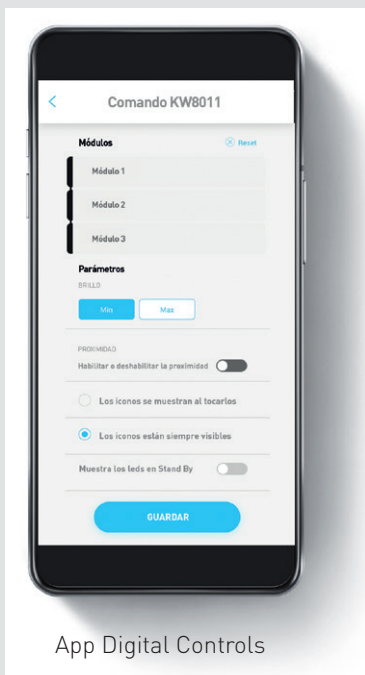 Comando KW8011
Módulos
Reset
Módulo 1
Módulo 2
Módulo 3
Parámetros
BRILLO
Min
Max
PROXIMIDAD
Habilitar o deshabilitar la proximidad
Los iconos se muestran al tocarlos
Los iconos están siempre visibles
Muestra los leds en Stand By
GUARDAR
App Digital Controls